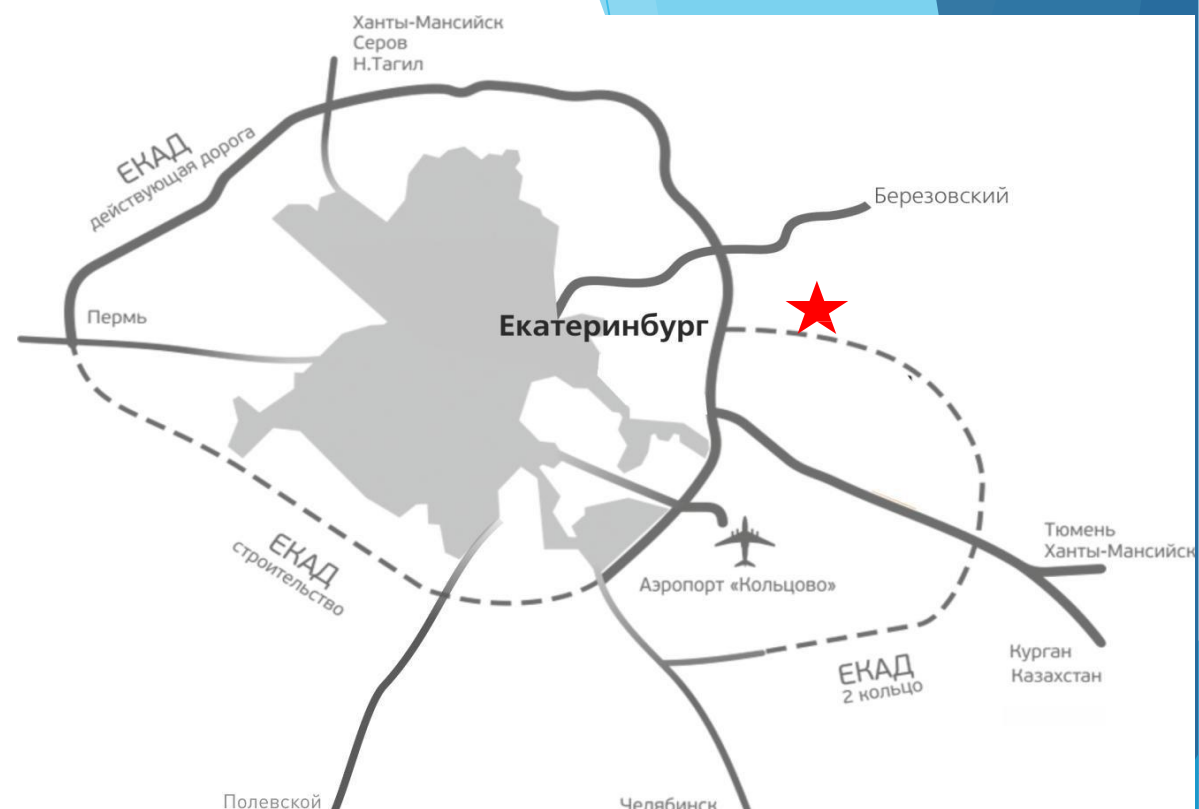 Ханты-Мансийск
Серов
Н.Тагил
ЕКАД
действующая дорога
Березовский
Пермь
Екатеринбург
ЕКАД
строительство
Аэропорт «Кольцово»
Тюмень
Ханты-Мансийск
Курган
Казахстан
ЕКАД
2 кольцо
Полевской
Челябинск